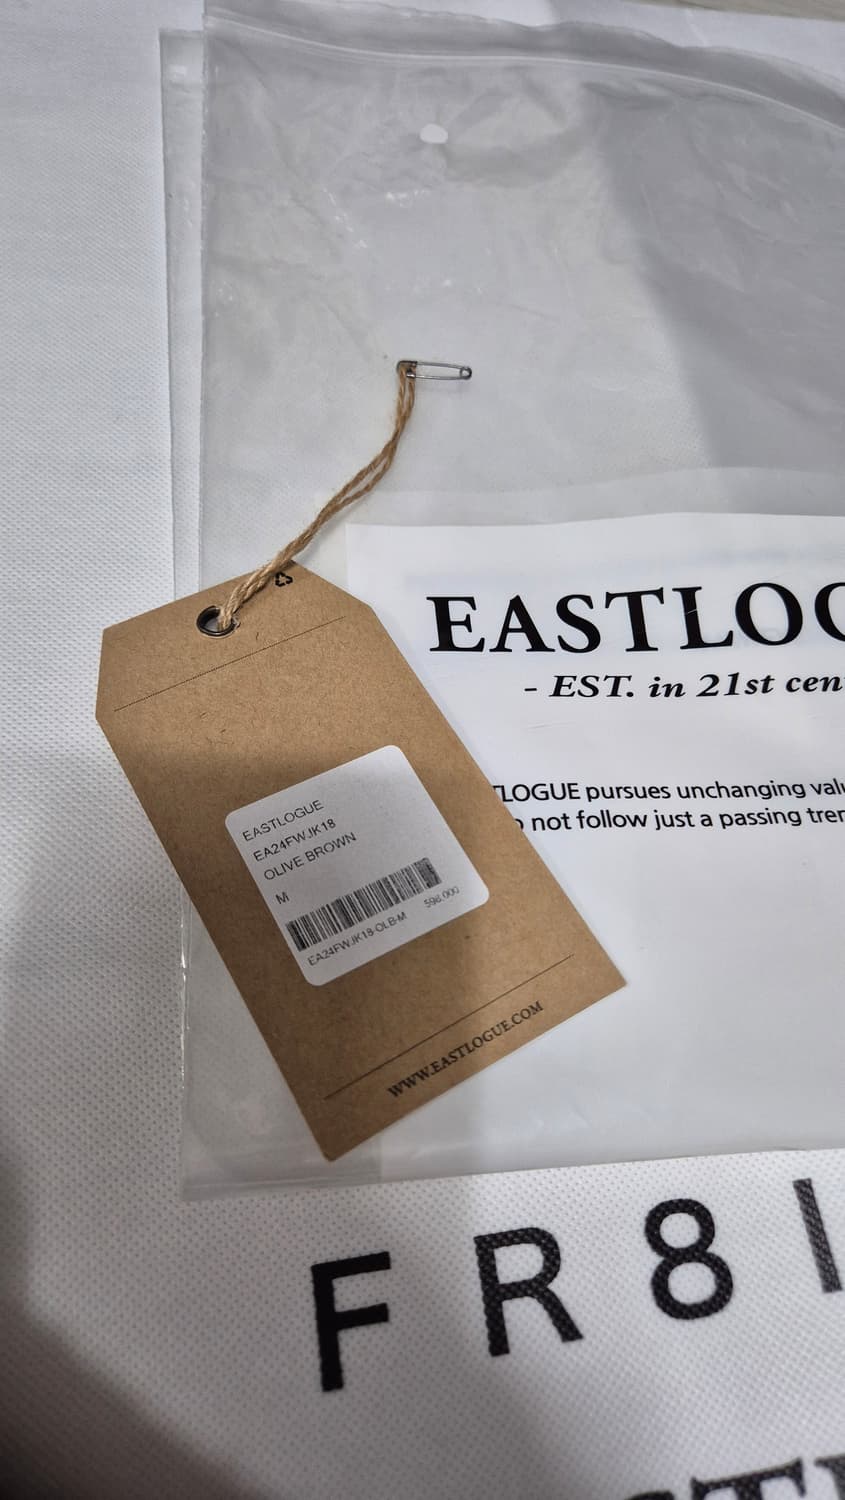 EASTLOG
- EST. in 21st cen
LOGUE pursues unchanging val
not follow just a passing tre
EASTLOGUE
EA24FWJK18
OLIVE BROWN
M
EA24FWJK18-OLB-M 598,000
WWW.EASTLOGUE.COM
FR8I